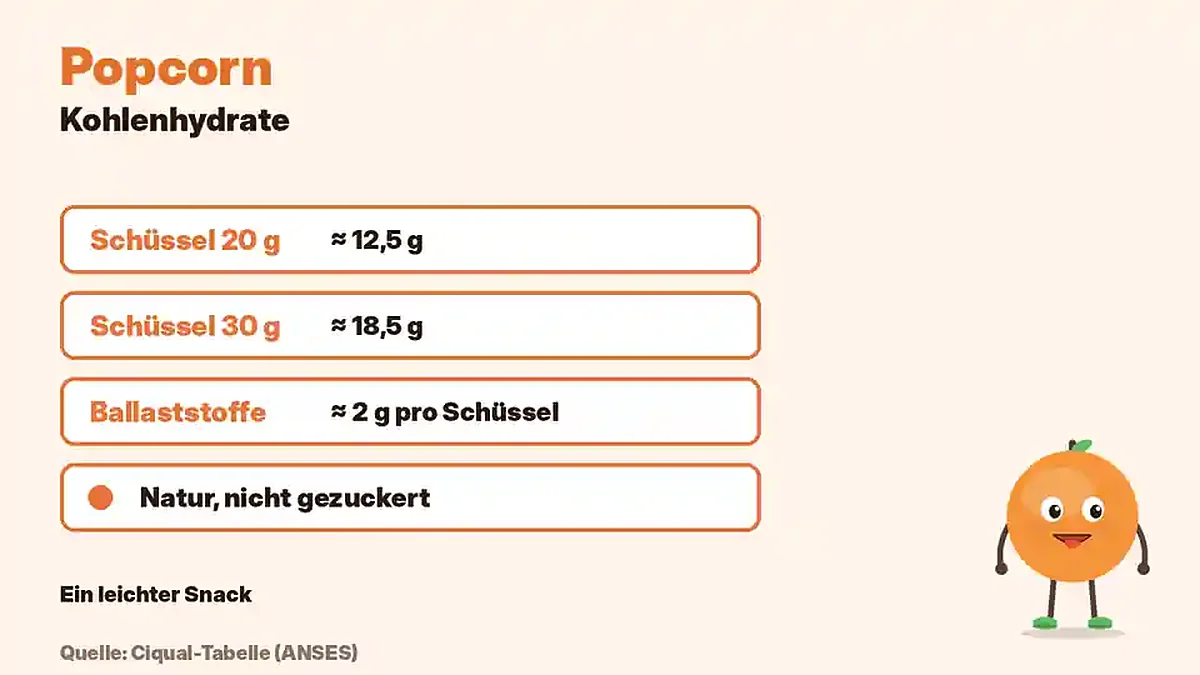 Popcorn
Kohlenhydrate
Schüssel 20 g ≈ 12,5 g
Schüssel 30 g ≈ 18,5 g
Ballaststoffe ≈ 2 g pro Schüssel
Natur, nicht gezuckert
Ein leichter Snack
Quelle: Ciqual-Tabelle (ANSES)